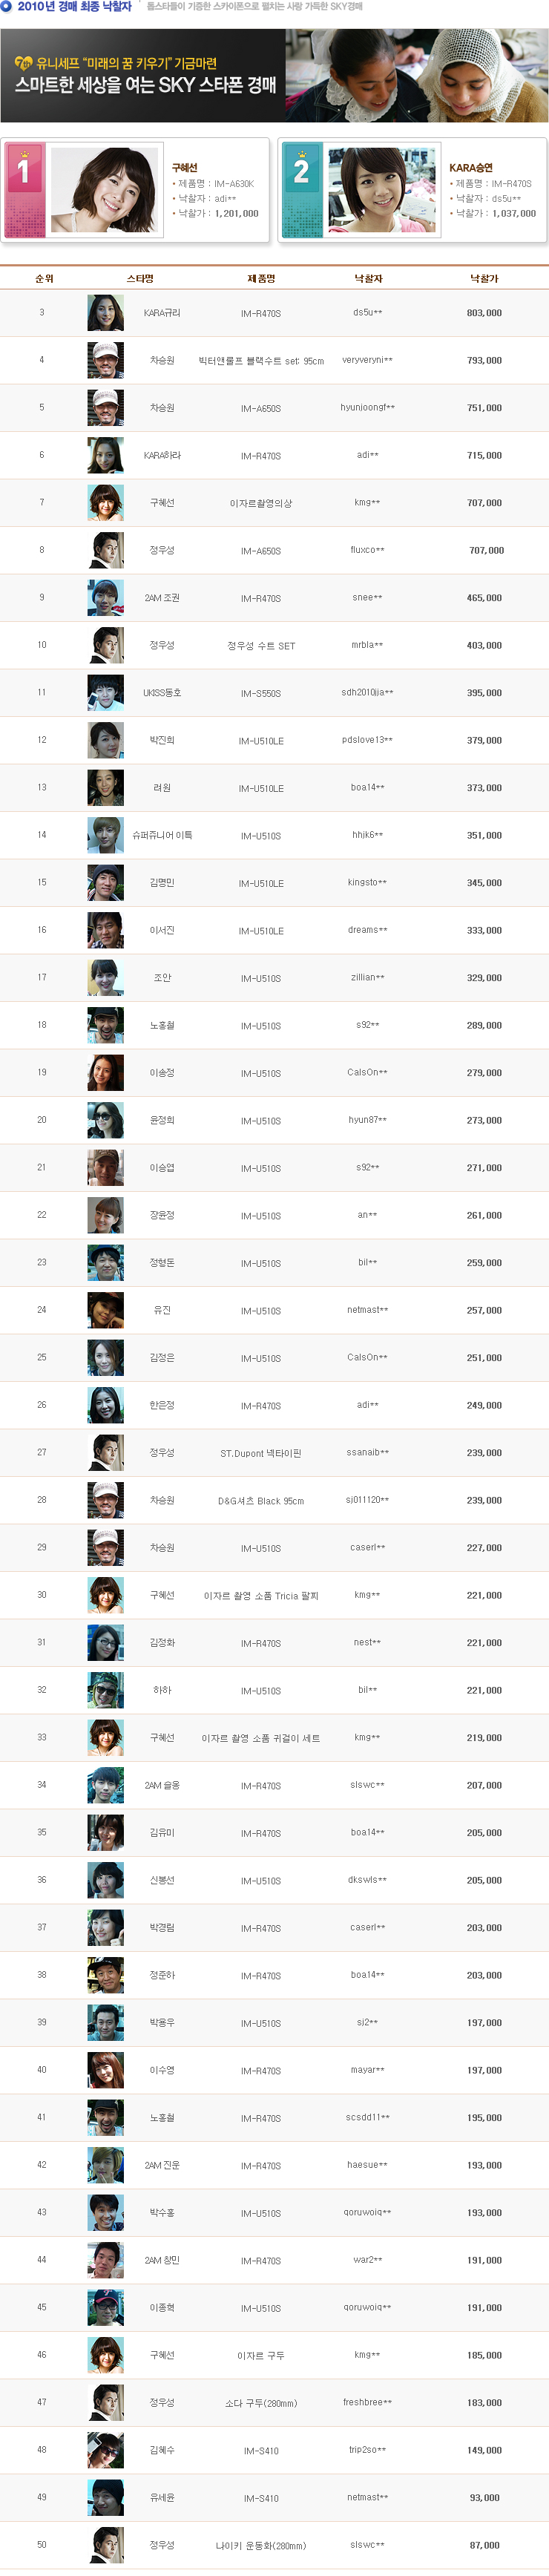 2010년 경매 최종 낙찰자 톱스타들이 기증한 스카이폰으로 펼치는 사랑 가득한 SKY경매
유니세프 "미래의 꿈 키우기" 기금마련
스마트한 세상을 여는 SKY 스타폰 경매
1
구혜선
제품명 : IM-A630K
낙찰자 : adi**
낙찰가 : 1,201,000
2
KARA승연
제품명 : IM-R470S
낙찰자 : ds5u**
낙찰가 : 1,037,000
순위 스타명 제품명 낙찰자 낙찰가
3 KARA규리 IM-R470S ds5u** 803,000
4 차승원 빅터앤롤프 블랙수트 set: 95cm veryveryni** 793,000
5 차승원 IM-A650S hyunjoongf** 751,000
6 KARA하라 IM-R470S adi** 715,000
7 구혜선 이자르촬영의상 kmg** 707,000
8 정우성 IM-A650S fluxco** 707,000
9 2AM 조권 IM-R470S snee** 465,000
10 정우성 정우성 수트 SET mrbla** 403,000
11 UKISS동호 IM-S550S sdh2010jja** 395,000
12 박진희 IM-U510LE pdslove13** 379,000
13 려원 IM-U510LE boa14** 373,000
14 슈퍼쥬니어 이특 IM-U510S hhjk6** 351,000
15 김명민 IM-U510LE kingsto** 345,000
16 이서진 IM-U510LE dreams** 333,000
17 조안 IM-U510S zillian** 329,000
18 노홍철 IM-U510S s92** 289,000
19 이송정 IM-U510S CalsOn** 279,000
20 윤정희 IM-U510S hyun87** 273,000
21 이승엽 IM-U510S s92** 271,000
22 장윤정 IM-U510S an** 261,000
23 정형돈 IM-U510S bil** 259,000
24 유진 IM-U510S netmast** 257,000
25 김정은 IM-U510S CalsOn** 251,000
26 한은정 IM-R470S adi** 249,000
27 정우성 ST.Dupont 넥타이핀 ssanaib** 239,000
28 차승원 D&G셔츠 Black 95cm sj011120** 239,000
29 차승원 IM-U510S caserl** 227,000
30 구혜선 이자르 촬영 소품 Tricia 팔찌 kmg** 221,000
31 김정화 IM-R470S nest** 221,000
32 하하 IM-U510S bil** 221,000
33 구혜선 이자르 촬영 소품 귀걸이 세트 kmg** 219,000
34 2AM 슬옹 IM-R470S slswc** 207,000
35 김유미 IM-R470S boa14** 205,000
36 신봉선 IM-U510S dkswls** 205,000
37 박경림 IM-R470S caserl** 203,000
38 정준하 IM-R470S boa14** 203,000
39 박용우 IM-U510S sj2** 197,000
40 이수영 IM-R470S mayar** 197,000
41 노홍철 IM-R470S scsdd11** 195,000
42 2AM 진운 IM-R470S haesue** 193,000
43 박수홍 IM-U510S qoruwoiq** 193,000
44 2AM 창민 IM-R470S war2** 191,000
45 이종혁 IM-U510S qoruwoiq** 191,000
46 구혜선 이자르 구두 kmg** 185,000
47 정우성 소다 구두(280mm) freshbree** 183,000
48 김혜수 IM-S410 trip2so** 149,000
49 유세윤 IM-S410 netmast** 93,000
50 정우성 나이키 운동화(280mm) slswc** 87,000